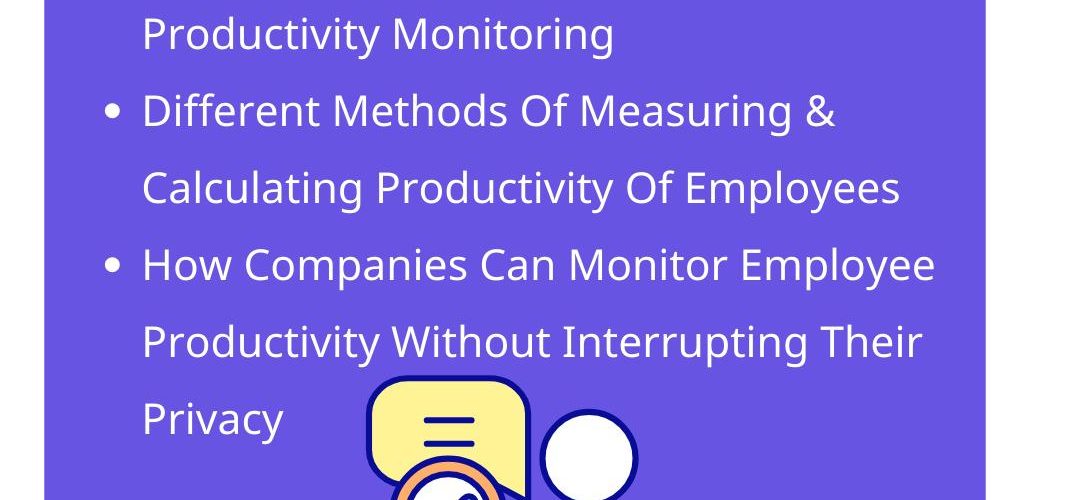 Productivity Monitoring
• Different Methods Of Measuring &
Calculating Productivity Of Employees
• How Companies Can Monitor Employee
Productivity Without Interrupting Their
Privacy